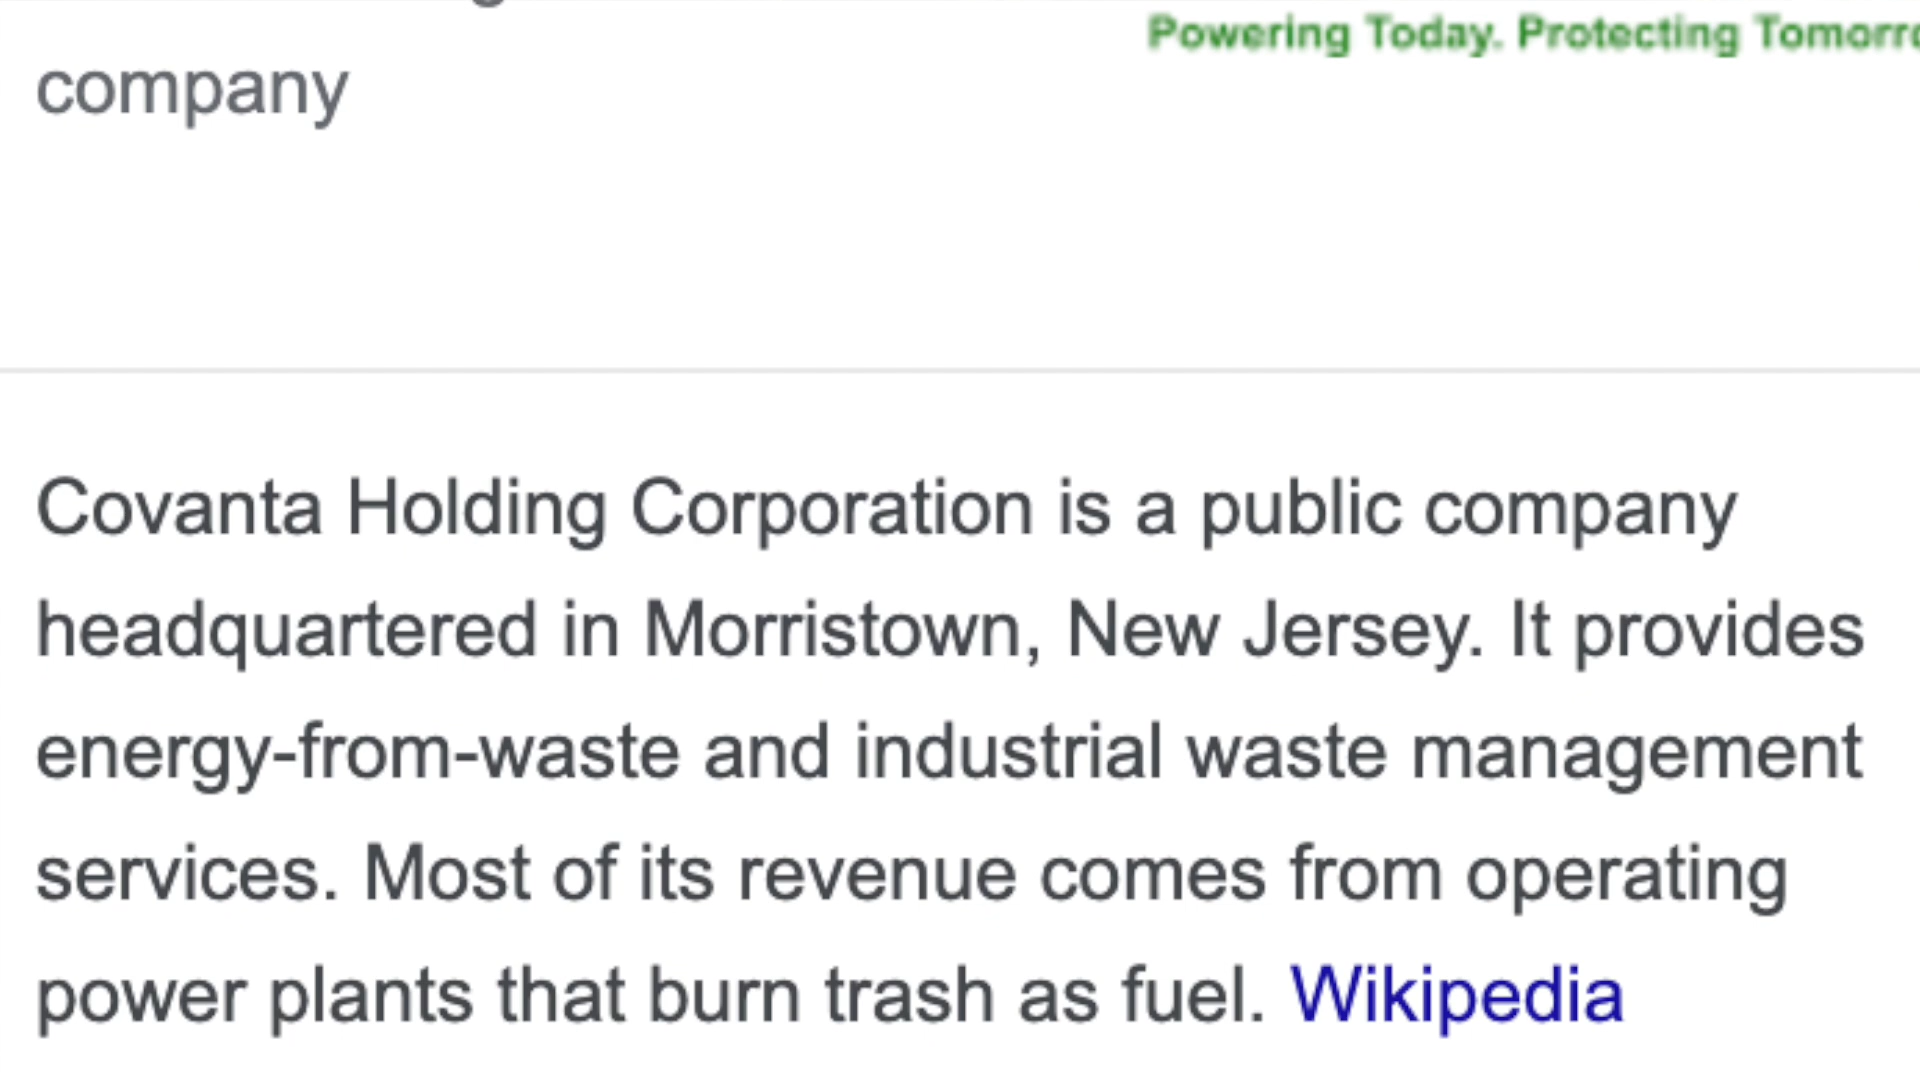 Powering Today. Protecting
company
Covanta Holding Corporation is a public company
headquartered in Morristown, New Jersey. It provides
energy-from-waste and industrial waste management
services. Most of its revenue comes from operating
power plants that burn trash as fuel. Wikipedia